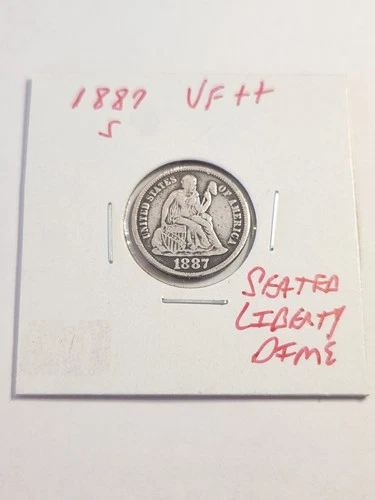 1887 VF++
S
UNITED STATES OF AMERICA
1887
SEATED
LIBERTY
DIME